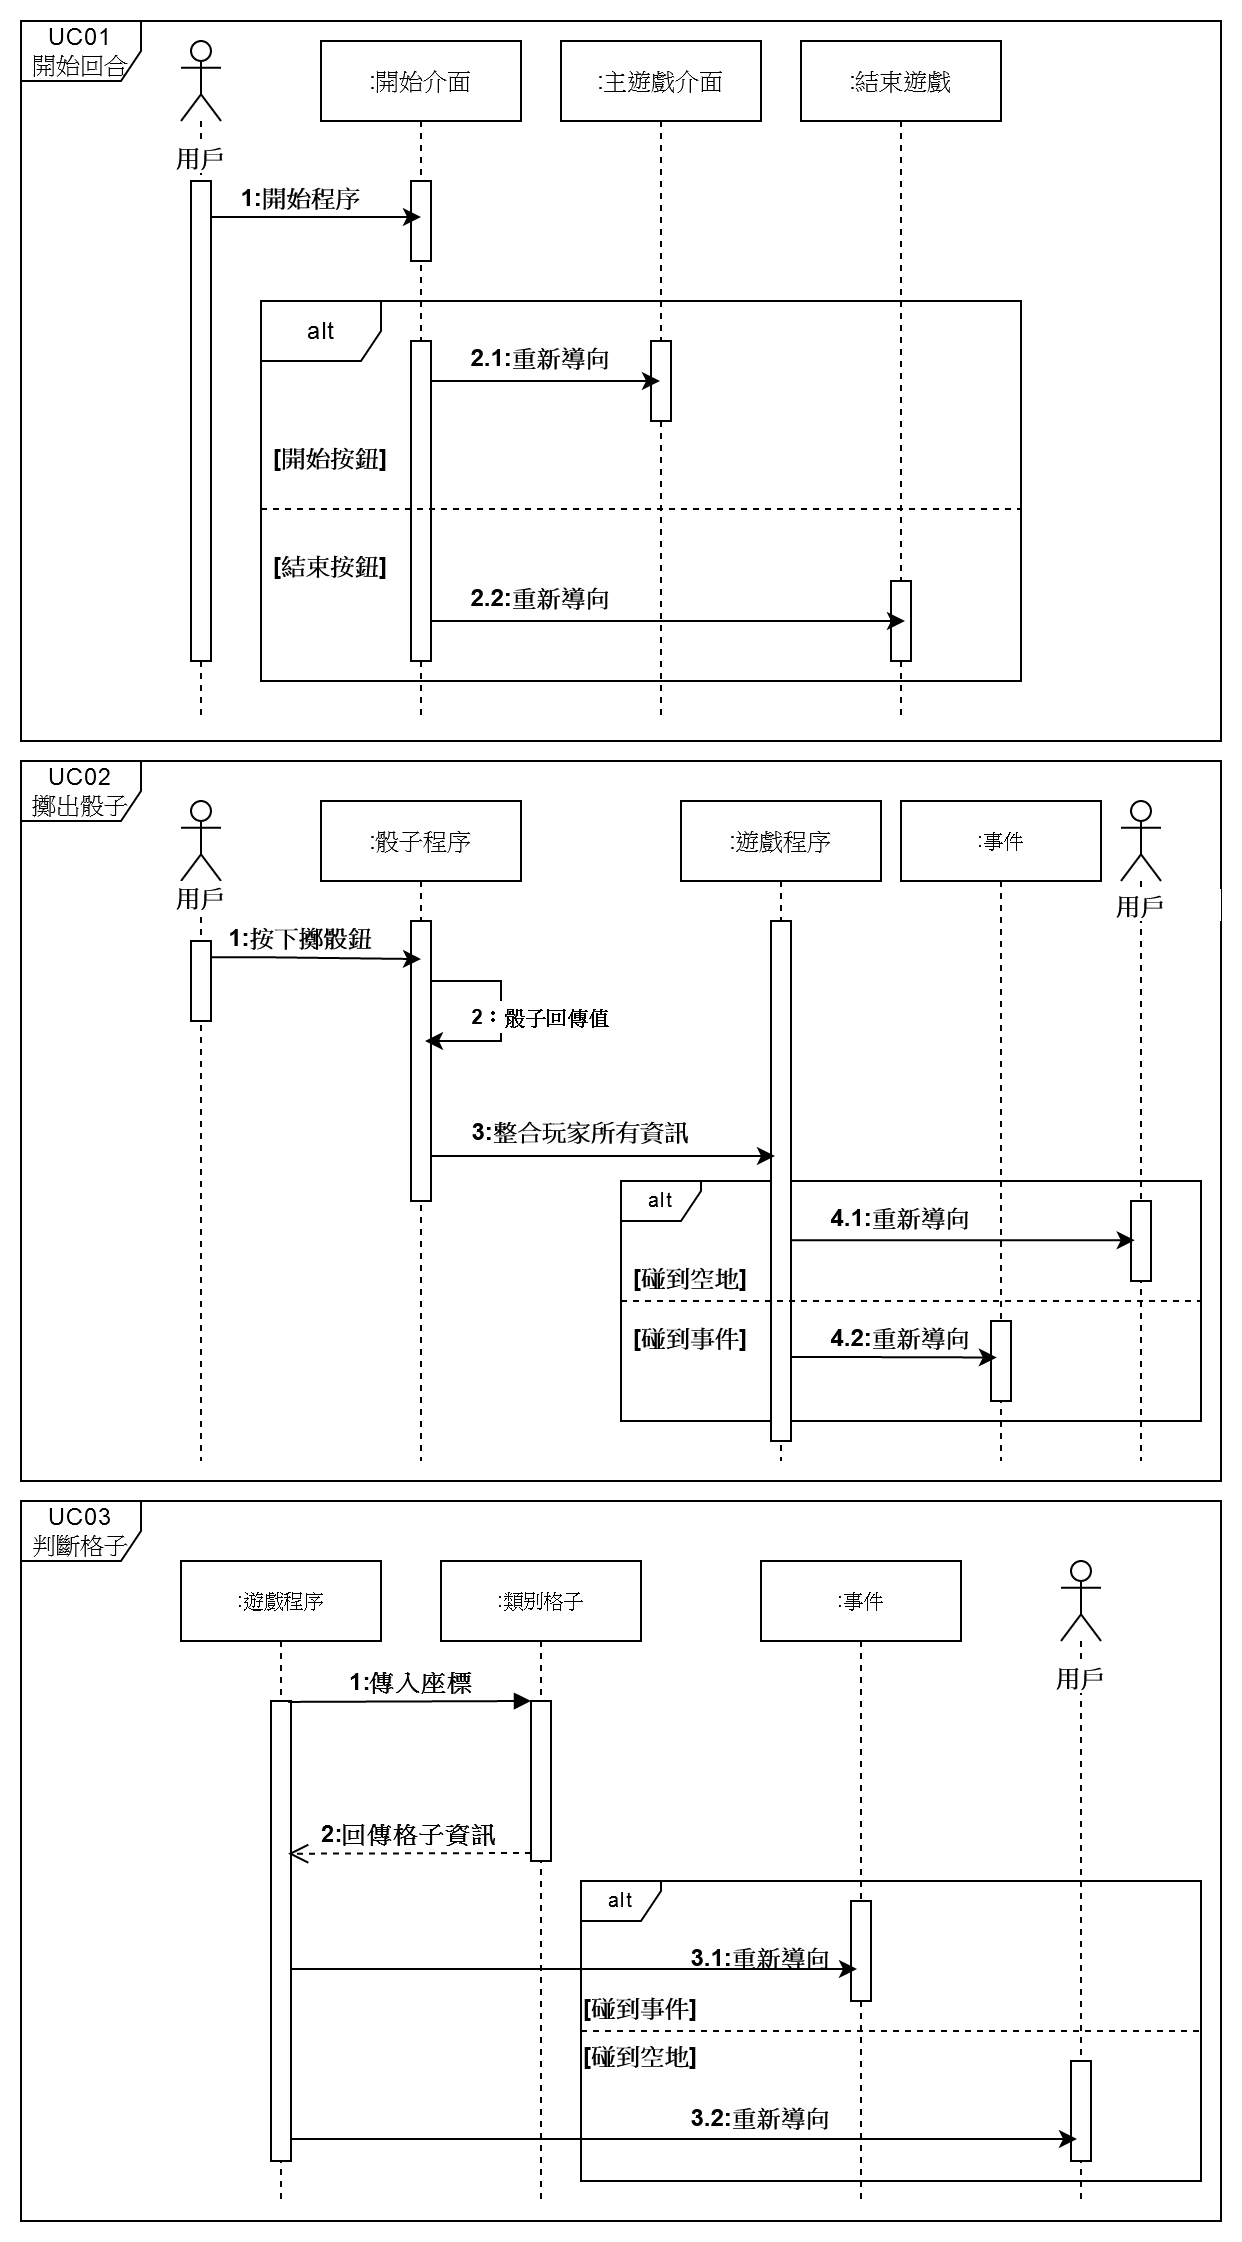 UC01
開始回合
用戶
:開始介面
:主遊戲介面
:結束遊戲
1:開始程序
alt
2.1:重新導向
[開始按鈕]
[結束按鈕]
2.2:重新導向
UC02
擲出骰子
用戶
:骰子程序
:遊戲程序
:事件
用戶
1:按下擲骰鈕
2：骰子回傳值
3:整合玩家所有資訊
alt
4.1:重新導向
[碰到空地]
[碰到事件]
4.2:重新導向
UC03
判斷格子
:遊戲程序
:類別格子
:事件
用戶
1:傳入座標
2:回傳格子資訊
alt
3.1:重新導向
[碰到事件]
[碰到空地]
3.2:重新導向